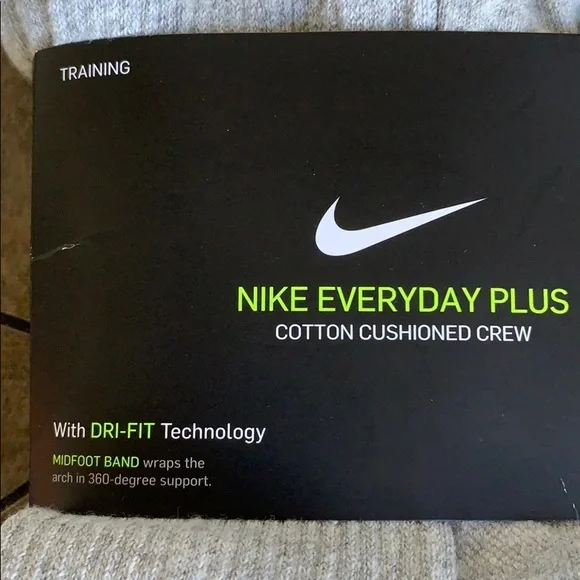 TRAINING
NIKE EVERYDAY PLUS
COTTON CUSHIONED CREW
With DRI-FIT Technology
MIDFOOT BAND wraps the
arch in 360-degree support.